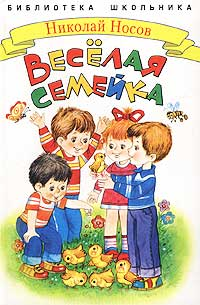 БИБЛИОТЕКА ШКОЛЬНИКА
Николай Носов
ВЕСЁЛАЯ
СЕМЕЙКА